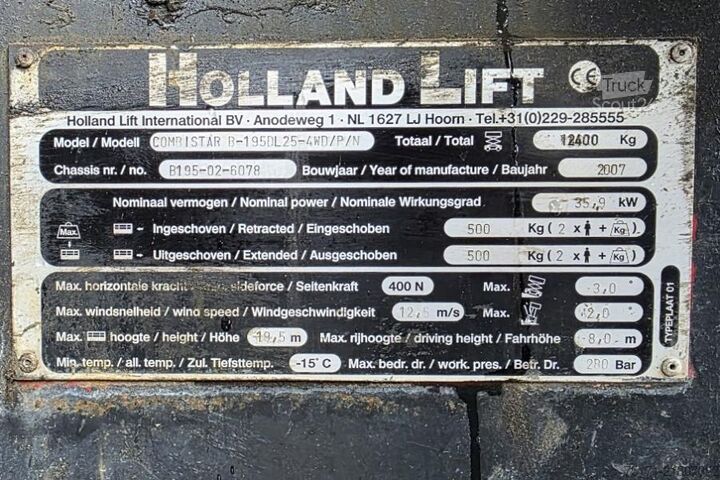 HOLLAND LIFT CE
Truck
Scout24
Holland Lift International BV · Anodeweg 1 · NL 1627 LJ Hoorn · Tel.+31(0)229-285555
Model / Modell COMBISTAR B-195DL25-4WD/P/N Totaal / Total 12400 Kg
Chassis nr. / no. B195-02-6078 Bouwjaar / Year of manufacture / Baujahr 2007
Nominaal vermogen / Nominal power / Nominale Wirkungsgrad 35,9 kW
Max. - Ingeschoven / Retracted / Eingeschoben 500 Kg ( 2 x + Kg )
- Uitgeschoven / Extended / Ausgeschoben 500 Kg ( 2 x + Kg )
Max. horizontale kracht sideforce / Seitenkraft 400 N Max. 3,0
Max. windsnelheid / wind speed / Windgeschwindigkeit 12,5 m/s Max. 2,0
Max. hoogte / height / Höhe 19,5 m Max. rijhoogte / driving height / Fahrhöhe 8,0 m
Min. temp. / all. temp. / Zul. Tiefsttemp. -15°C Max. bedr. dr. / work. pres. / Betr. Dr. 280 Bar
TYPEPLAAT 01